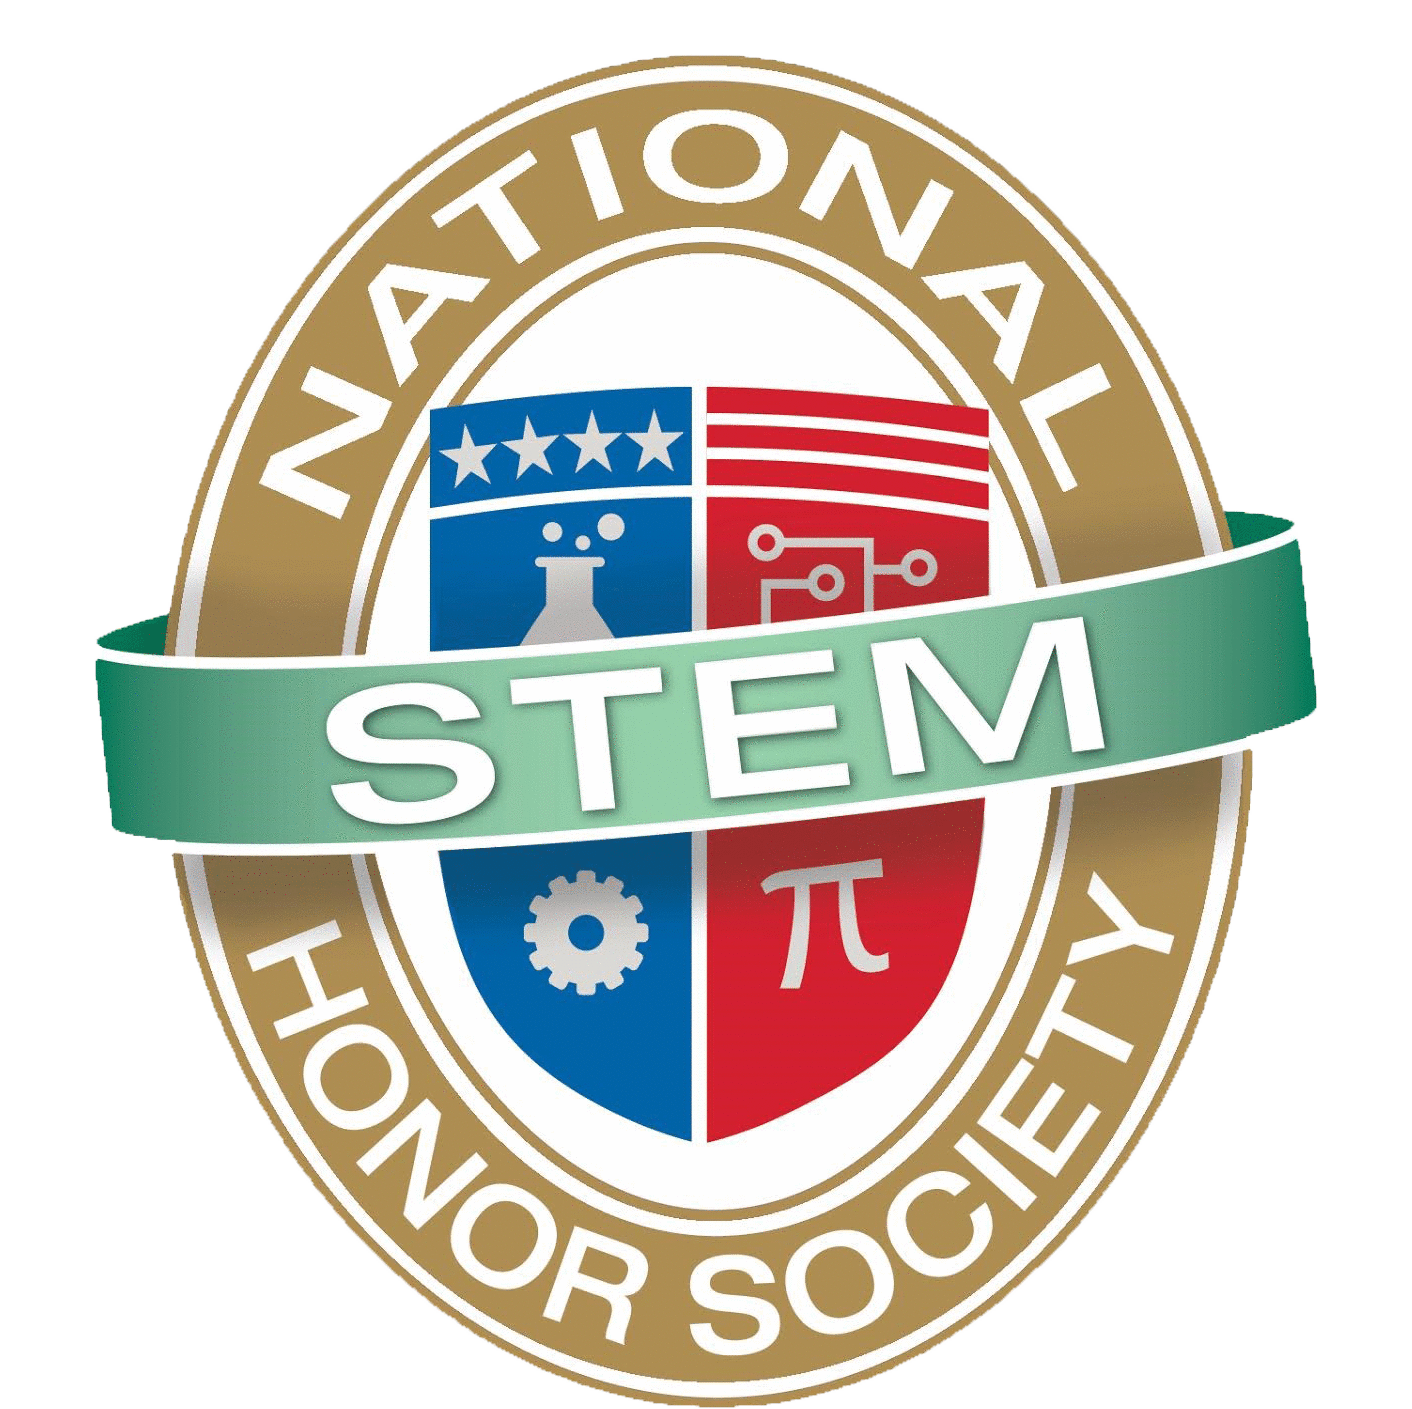 NATIONAL
STEM
π
HONOR SOCIETY